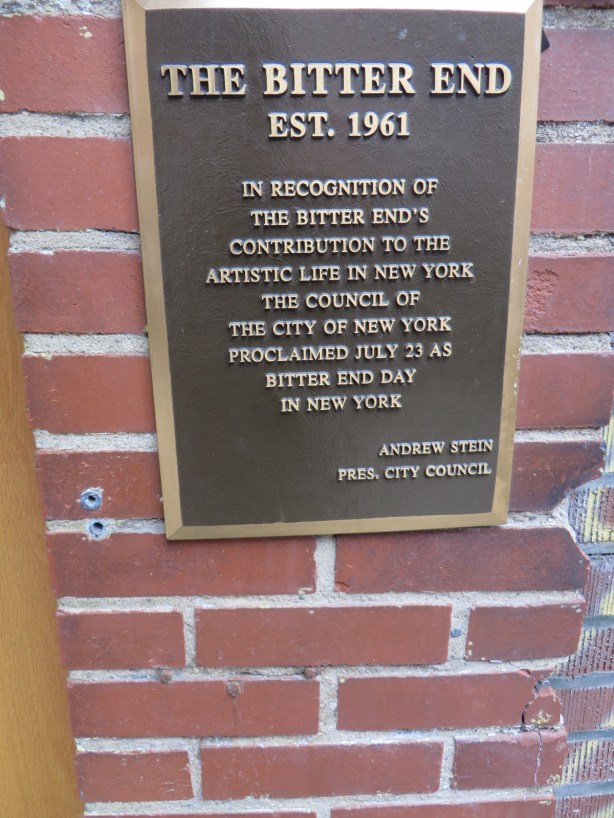 THE BITTER END
EST. 1961
IN RECOGNITION OF
THE BITTER END'S
CONTRIBUTION TO THE
ARTISTIC LIFE IN NEW YORK
THE COUNCIL OF
THE CITY OF NEW YORK
PROCLAIMED JULY 23 AS
BITTER END DAY
IN NEW YORK
ANDREW STEIN
PRES. CITY COUNCIL